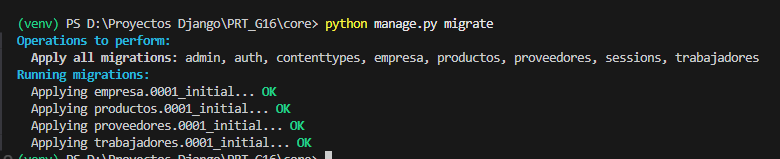 (venv) PS D:\Proyectos Django\PRT_G16\core> python manage.py migrate
Operations to perform:
  Apply all migrations: admin, auth, contenttypes, empresa, productos, proveedores, sessions, trabajadores
Running migrations:
  Applying empresa.0001_initial... OK
  Applying productos.0001_initial... OK
  Applying proveedores.0001_initial... OK
  Applying trabajadores.0001_initial... OK
(venv) PS D:\Proyectos Django\PRT_G16\core>